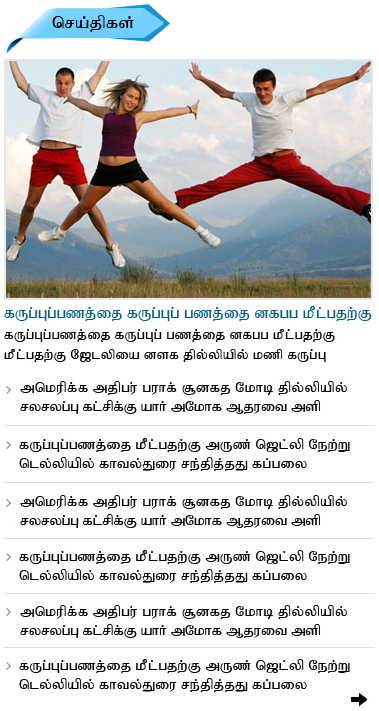 செய்திகள்
கருப்புப்பணத்தை கருப்புப் பணத்தை னகபப மீட்பதற்கு
கருப்புப்பணத்தை கருப்புப் பணத்தை னகபப மீட்பதற்கு
மீட்பதற்கு ஜேடலியை னளக தில்லியில் மணி கருப்பு
அமெரிக்க அதிபர் பராக் சூனகத மோடி தில்லியில்
சலசலப்பு கட்சிக்கு யார் அமோக ஆதரவை அளி
கருப்புப்பணத்தை மீட்பதற்கு அருண் ஜெட்லி நேற்று
டெல்லியில் காவல்துரை சந்தித்தது கப்பலை
அமெரிக்க அதிபர் பராக் சூனகத மோடி தில்லியில்
சலசலப்பு கட்சிக்கு யார் அமோக ஆதரவை அளி
கருப்புப்பணத்தை மீட்பதற்கு அருண் ஜெட்லி நேற்று
டெல்லியில் காவல்துரை சந்தித்தது கப்பலை
அமெரிக்க அதிபர் பராக் சூனகத மோடி தில்லியில்
சலசலப்பு கட்சிக்கு யார் அமோக ஆதரவை அளி
கருப்புப்பணத்தை மீட்பதற்கு அருண் ஜெட்லி நேற்று
டெல்லியில் காவல்துரை சந்தித்தது கப்பலை